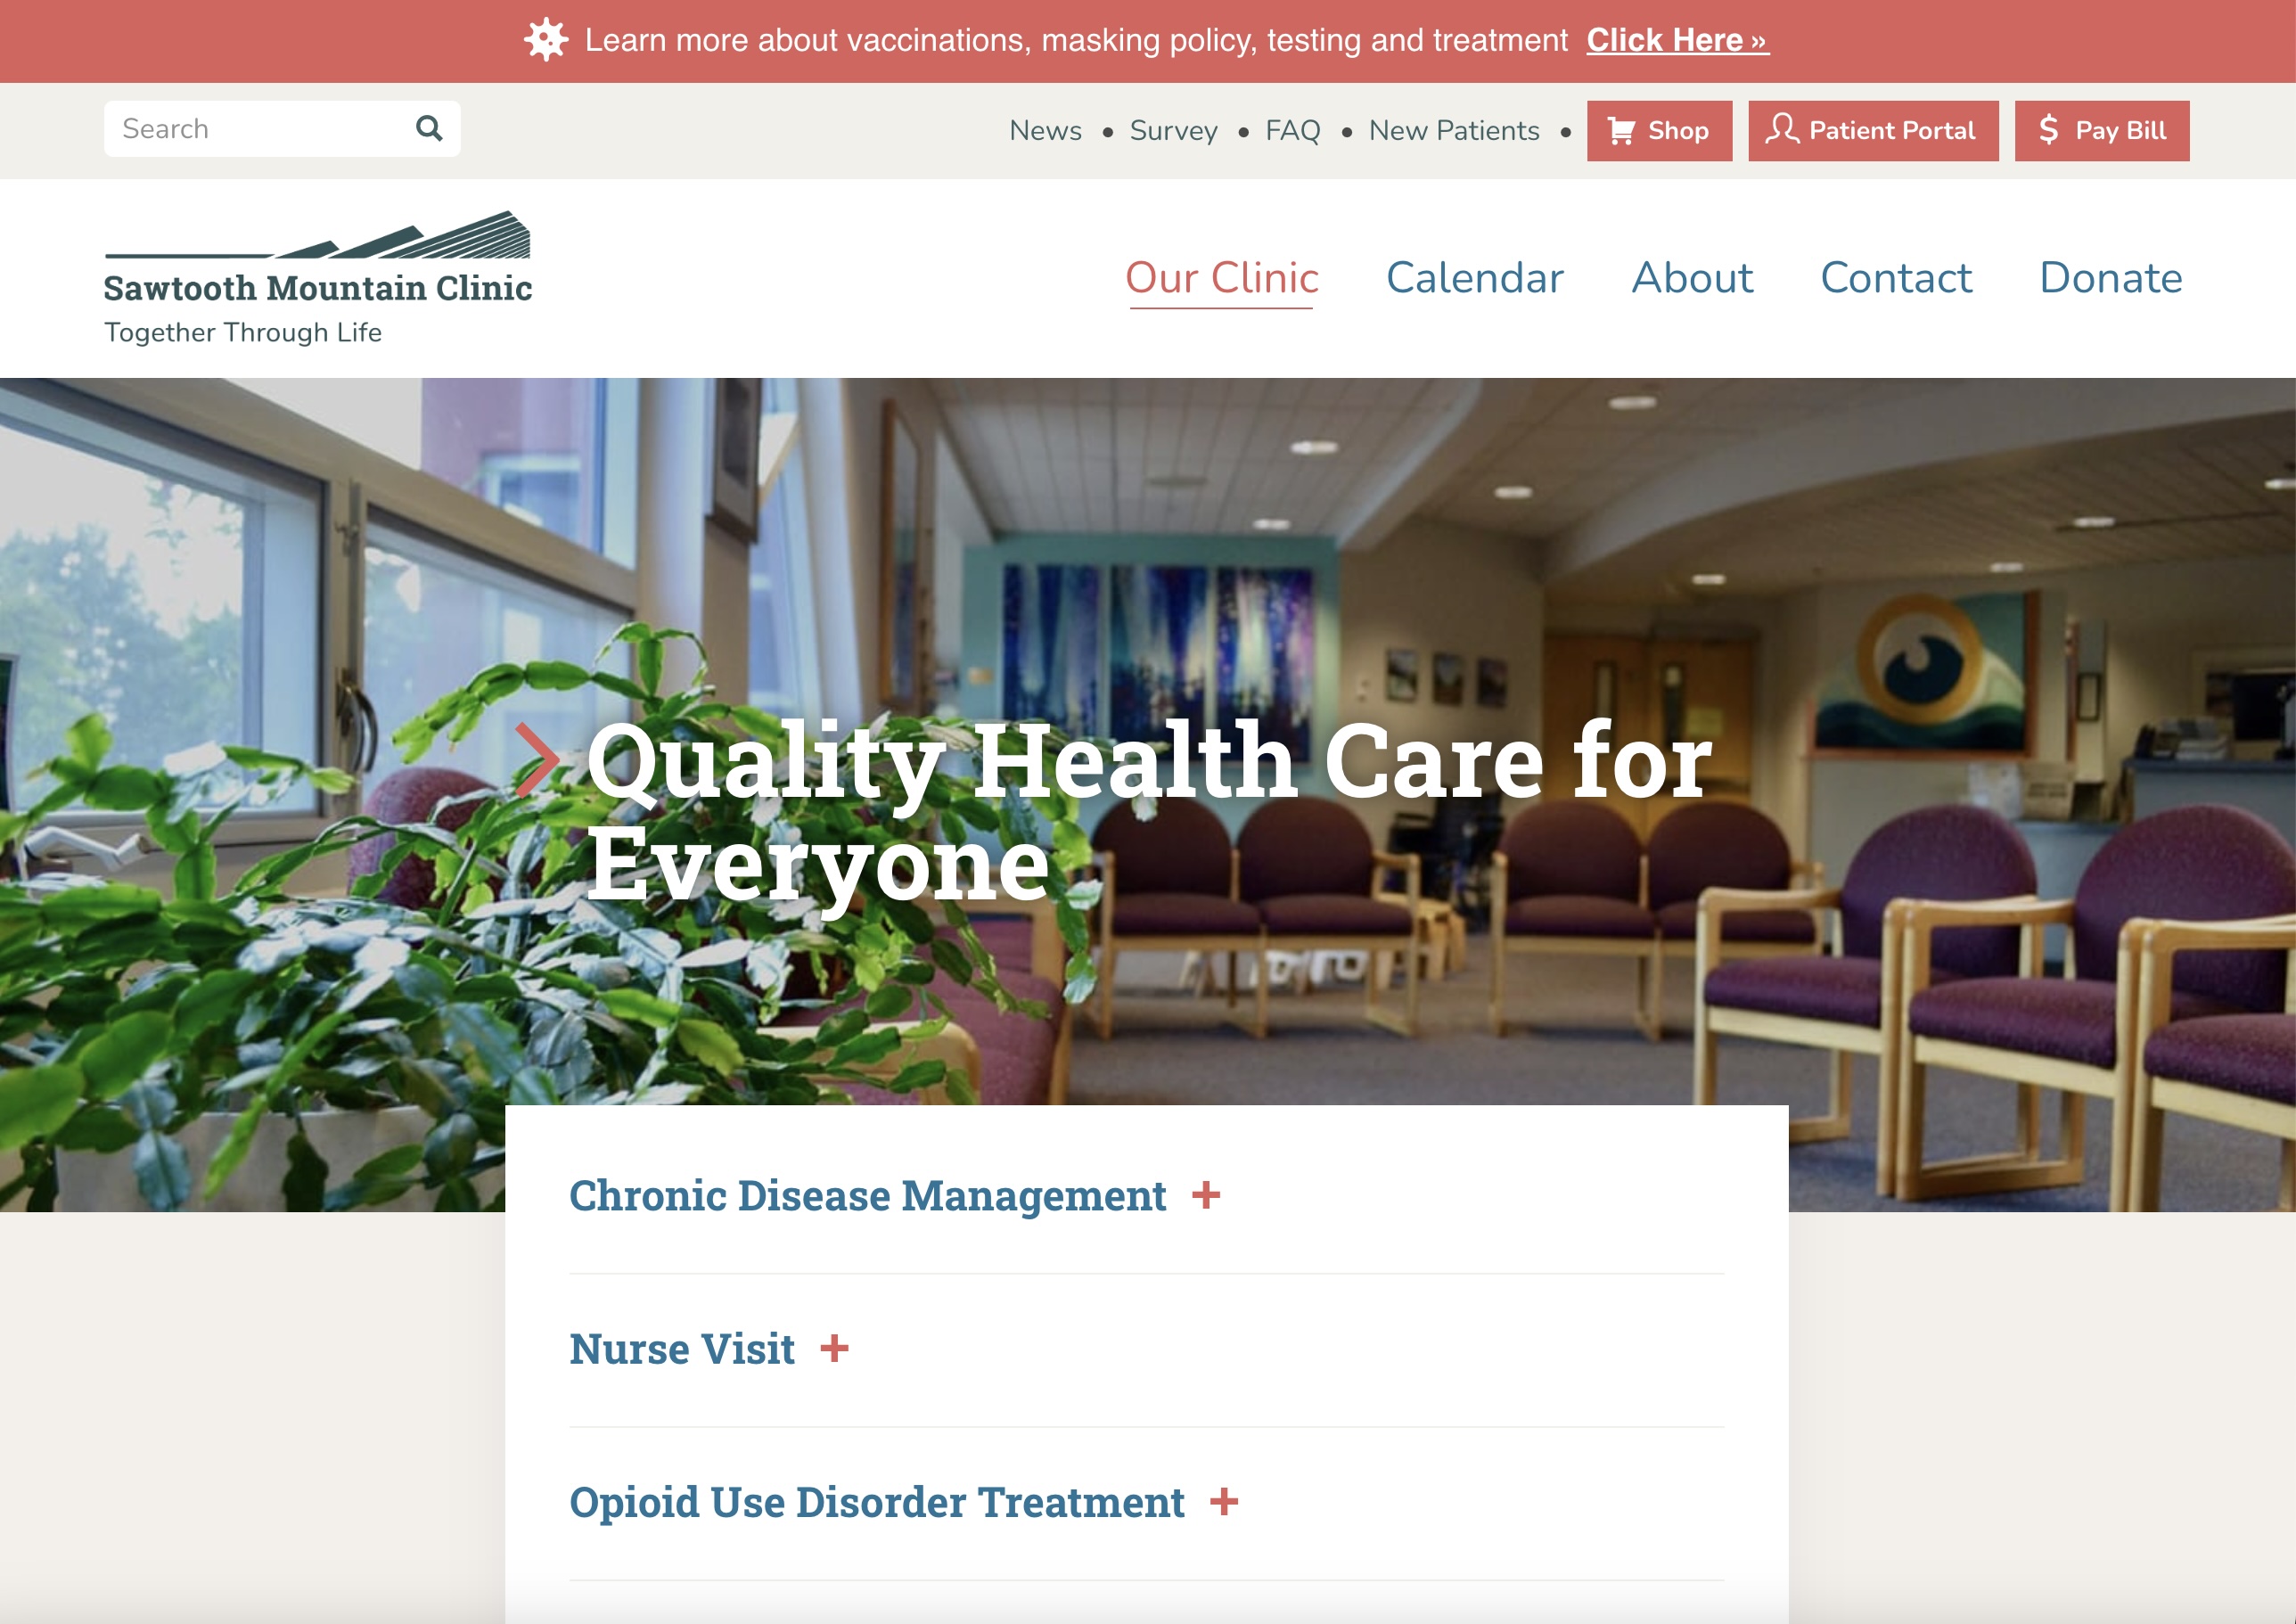 Learn more about vaccinations, masking policy, testing and treatment Click Here »
Search
News • Survey • FAQ • New Patients • Shop Patient Portal $ Pay Bill
Sawtooth Mountain Clinic
Together Through Life
Our Clinic Calendar About Contact Donate
Quality Health Care for
Everyone
Chronic Disease Management +
Nurse Visit +
Opioid Use Disorder Treatment +